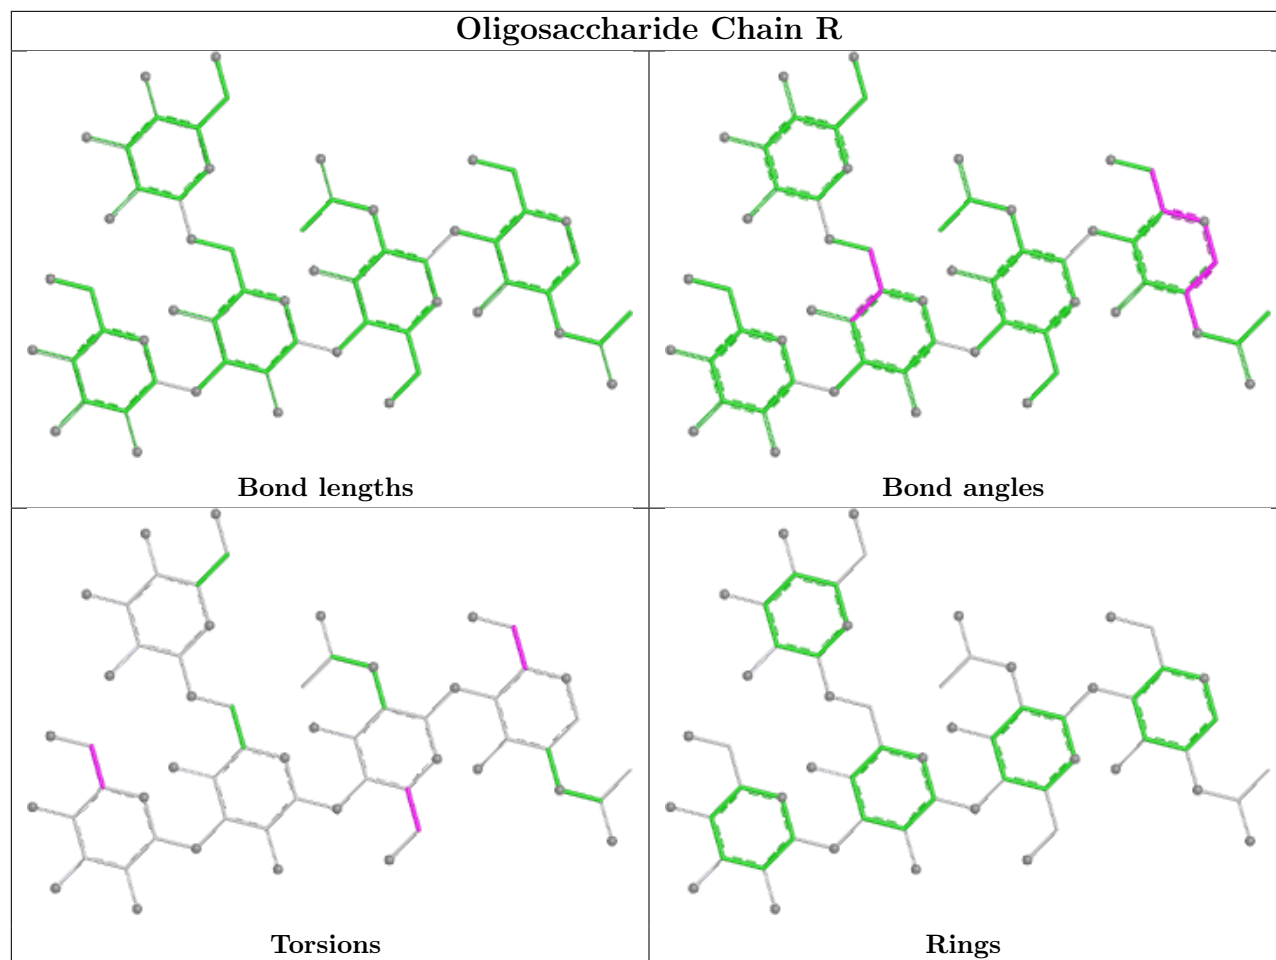 Oligosaccharide Chain R
Bond lengths
Bond angles
Torsions
Rings